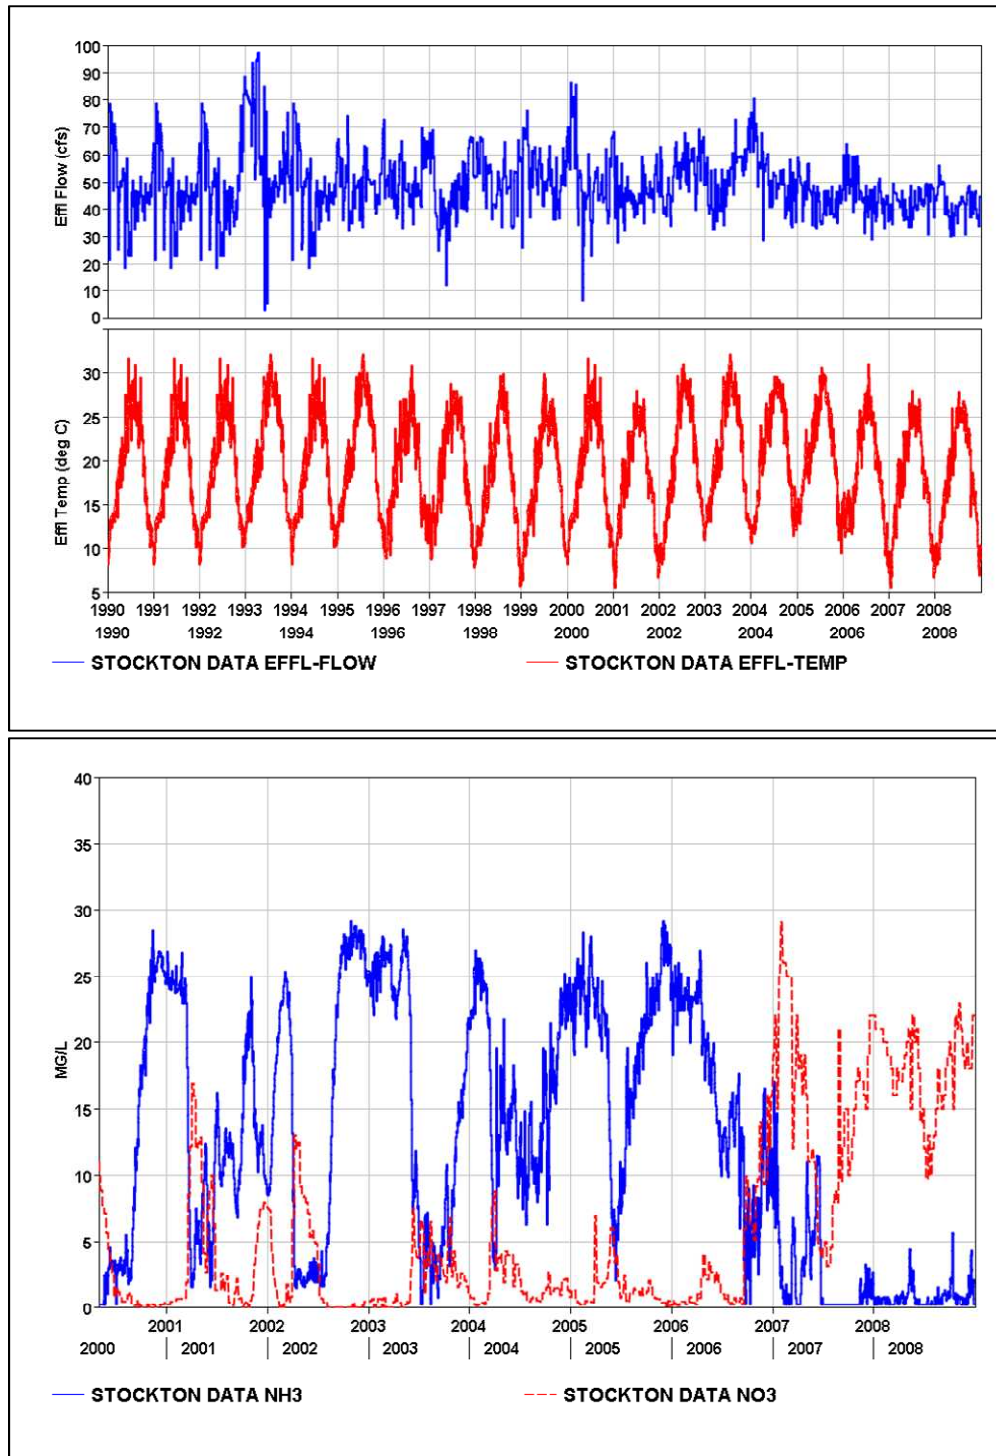 100
90
80
70
60
50
40
30
20
10
0
Effl Flow (cfs)
30
25
20
15
10
5
Effl Temp (deg C)
1990 1991 1992 1993 1994 1995 1996 1997 1998 1999 2000 2001 2002 2003 2004 2005 2006 2007 2008
1990 1992 1994 1996 1998 2000 2002 2004 2006 2008
STOCKTON DATA EFFL-FLOW STOCKTON DATA EFFL-TEMP
40
35
30
25
20
15
10
5
0
MG/L
2001 2002 2003 2004 2005 2006 2007 2008
2000 | 2001 | 2002 | 2003 | 2004 | 2005 | 2006 | 2007 | 2008
STOCKTON DATA NH3 STOCKTON DATA NO3